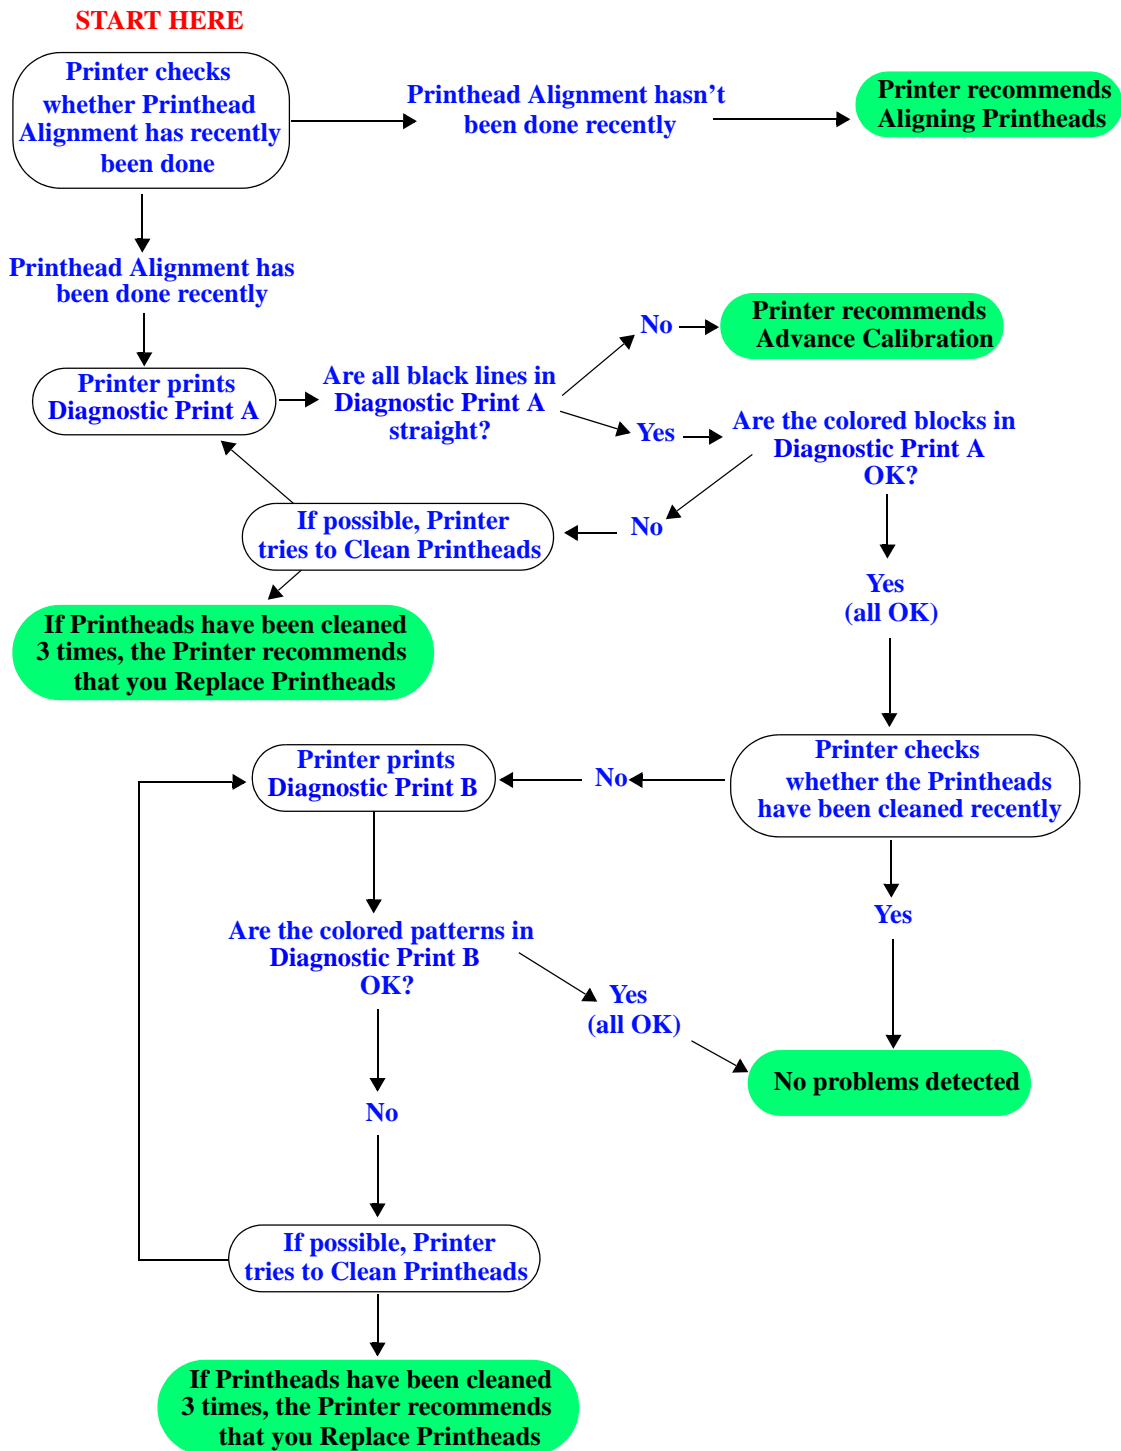 START HERE
Printer checks
whether Printhead
Alignment has recently
been done
Printhead Alignment hasn't
been done recently
Printer recommends
Aligning Printheads
Printhead Alignment has
been done recently
Printer prints
Diagnostic Print A
Are all black lines in
Diagnostic Print A
straight?
No
Printer recommends
Advance Calibration
Yes
Are the colored blocks in
Diagnostic Print A
OK?
No
If possible, Printer
tries to Clean Printheads
If Printheads have been cleaned
3 times, the Printer recommends
that you Replace Printheads
Yes
(all OK)
Printer checks
whether the Printheads
have been cleaned recently
No
Printer prints
Diagnostic Print B
Yes
Are the colored patterns in
Diagnostic Print B
OK?
Yes
(all OK)
No problems detected
No
If possible, Printer
tries to Clean Printheads
If Printheads have been cleaned
3 times, the Printer recommends
that you Replace Printheads